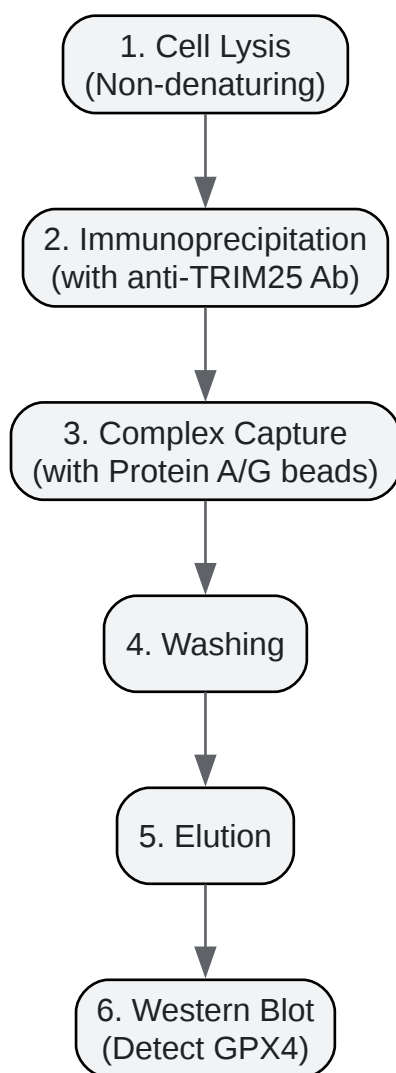 1. Cell Lysis
(Non-denaturing)
2. Immunoprecipitation
(with anti-TRIM25 Ab)
3. Complex Capture
(with Protein A/G beads)
4. Washing
5. Elution
6. Western Blot
(Detect GPX4)